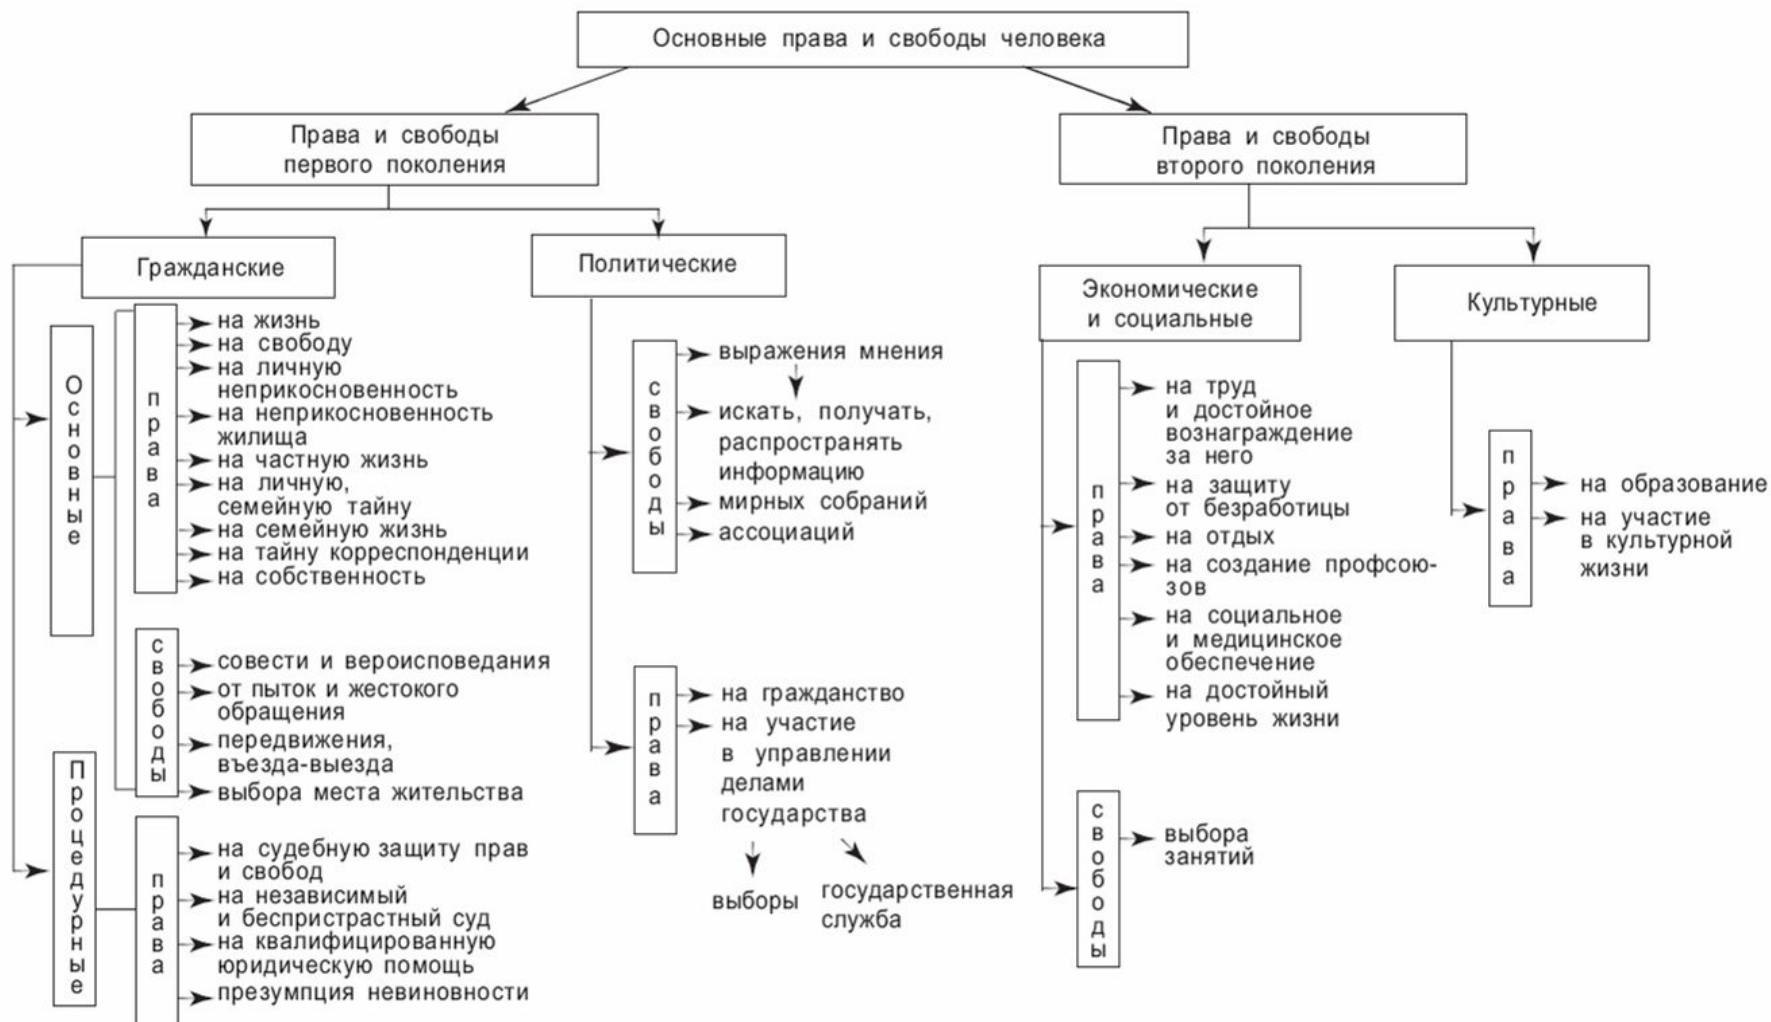 Основные права и свободы человека
Права и свободы
первого поколения
Права и свободы
второго поколения
Гражданские
Основные
права
на жизнь
на свободу
на личную
неприкосновенность
на неприкосновенность
жилища
на частную жизнь
на личную,
семейную тайну
на семейную жизнь
на тайну корреспонденции
на собственность
свободы
совести и вероисповедания
от пыток и жестокого
обращения
передвижения,
въезда-выезда
выбора места жительства
Процедурные
права
на судебную защиту прав
и свобод
на независимый
и беспристрастный суд
на квалифицированную
юридическую помощь
презумпция невиновности
Политические
свободы
выражения мнения
искать, получать,
распространять
информацию
мирных собраний
ассоциаций
права
на гражданство
на участие
в управлении
делами
государства
выборы
государственная
служба
Экономические
и социальные
права
на труд
и достойное
вознаграждение
за него
на защиту
от безработицы
на отдых
на создание профсою-
зов
на социальное
и медицинское
обеспечение
на достойный
уровень жизни
свободы
выбора
занятий
Культурные
права
на образование
на участие
в культурной
жизни